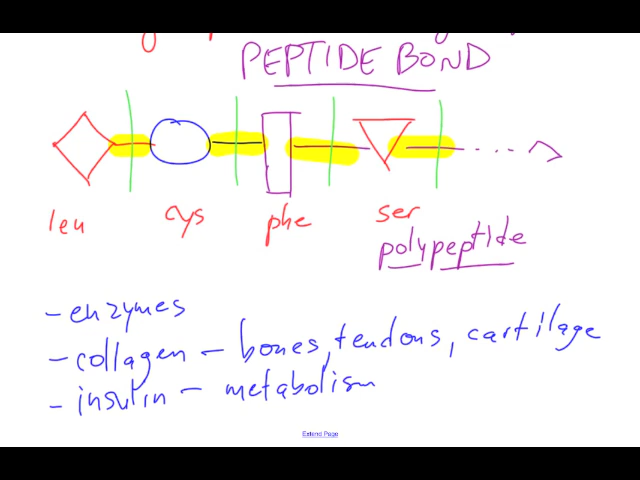 PEPTIDE BOND
leu cys phe ser
polypeptide
- enzymes
- collagen - bones, tendons, cartilage
- insulin - metabolism
Extend Page